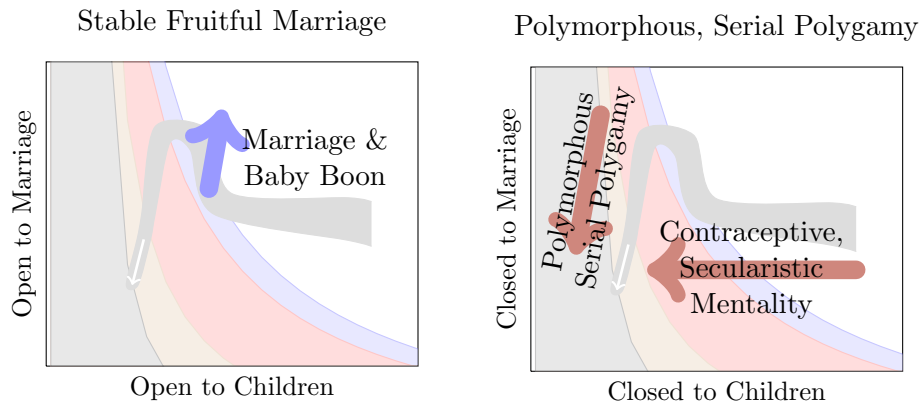 Stable Fruitful Marriage
Open to Marriage
Marriage &
Baby Boon
Open to Children
Polymorphous, Serial Polygamy
Closed to Marriage
Polymorphous
Serial Polygamy
Contraceptive,
Secularistic
Mentality
Closed to Children